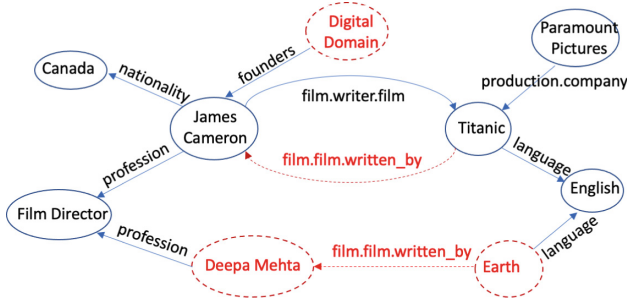 Digital
Domain
Paramount
Pictures
Canada
nationality
founders
production.company
film.writer.film
James
Cameron
Titanic
film.film.written_by
language
profession
English
Film Director
profession
Deepa Mehta
film.film.written_by
Earth
language